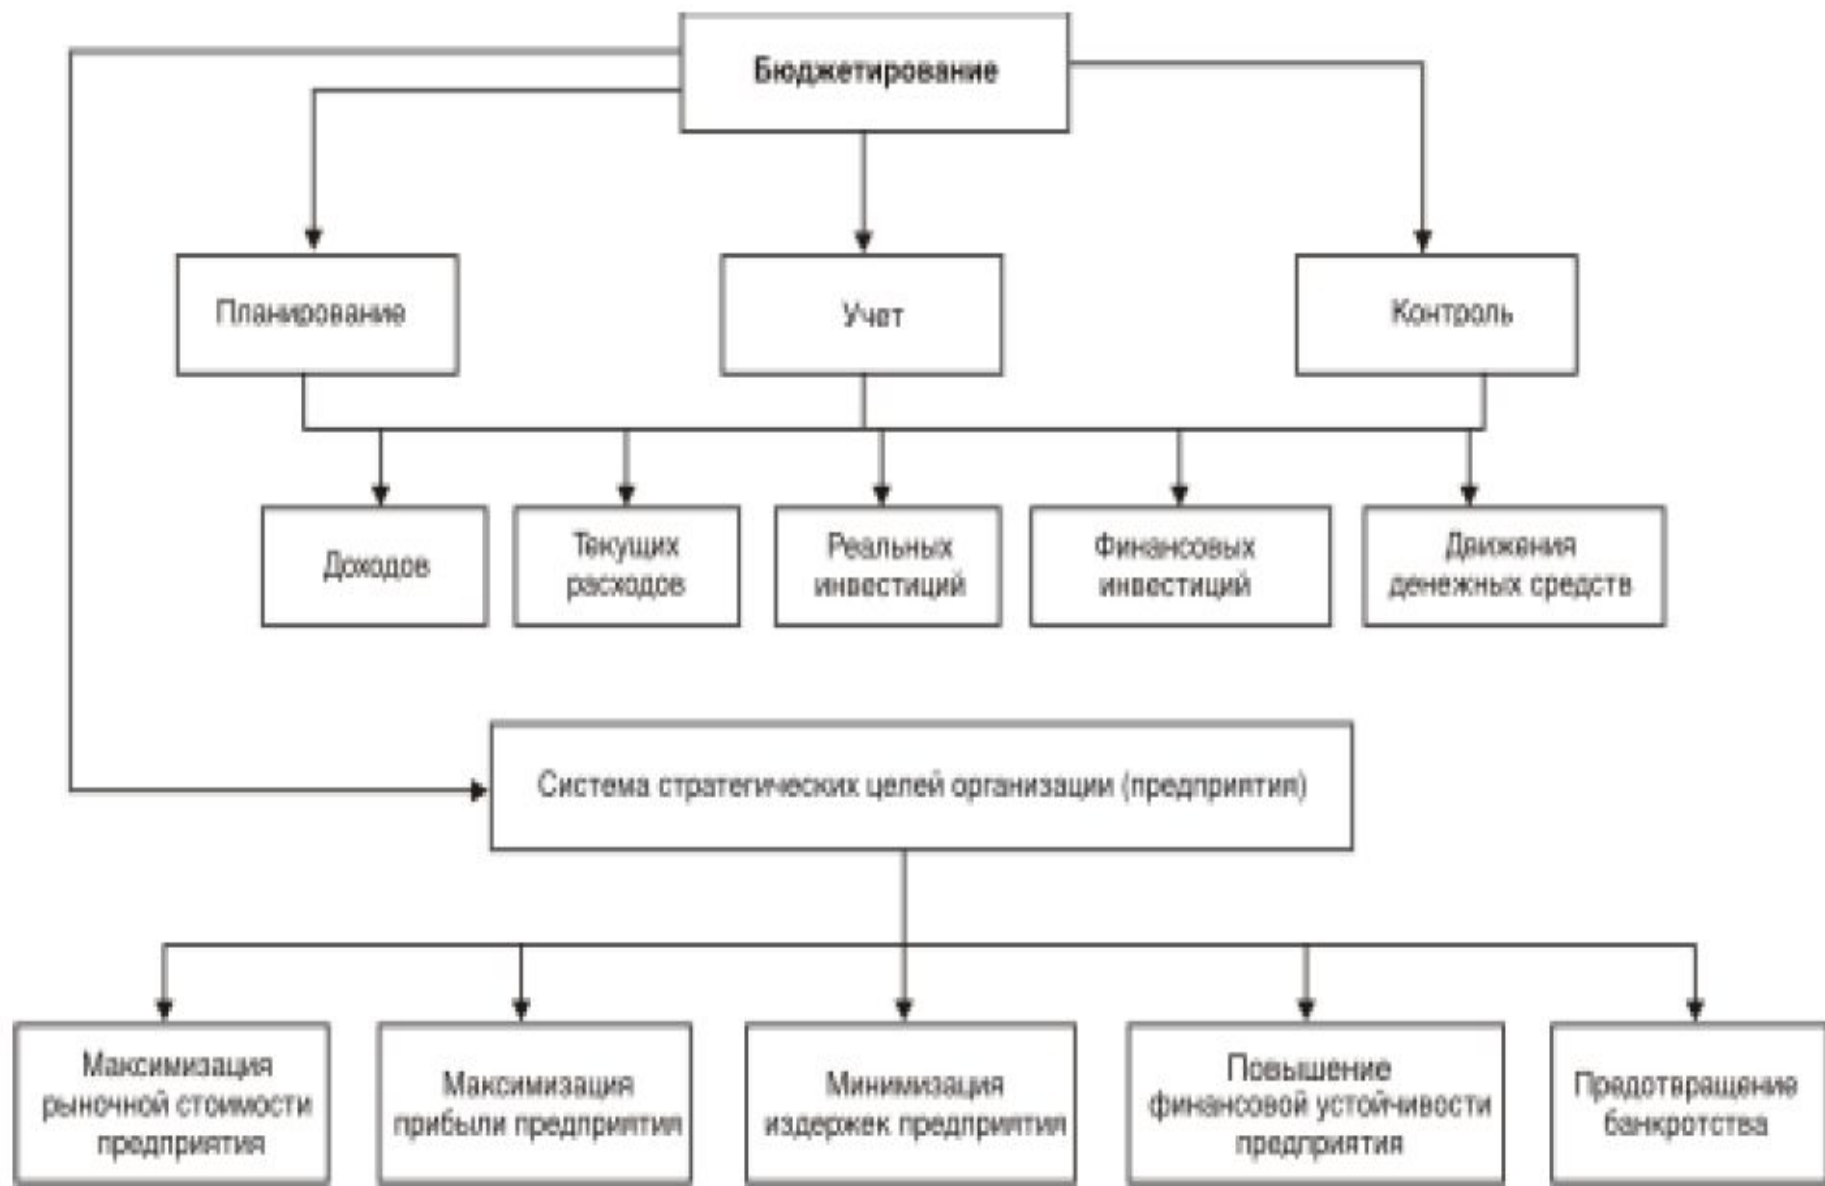 Бюджетирование
Планирование
Учет
Контроль
Доходов
Текущих
расходов
Реальных
инвестиций
Финансовых
инвестиций
Движения
денежных средств
Система стратегических целей организации (предприятия)
Максимизация
рыночной стоимости
предприятия
Максимизация
прибыли предприятия
Минимизация
издержек предприятия
Повышение
финансовой устойчивости
предприятия
Предотвращение
банкротства